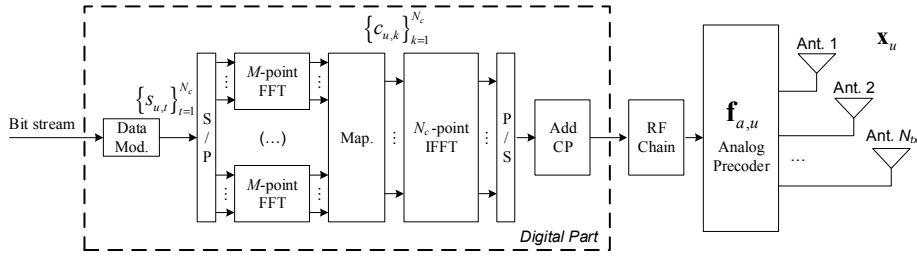 Bit stream
{s_{u,t}}_{t=1}^{N_c}
Data
Mod.
S
/
P
M-point
FFT
(…)
M-point
FFT
{c_{u,k}}_{k=1}^{N_c}
Map.
N_c-point
IFFT
P
/
S
Add
CP
Digital Part
RF
Chain
f_{a,u}
Analog
Precoder
Ant. 1
Ant. 2
...
Ant. N_{tx}
x_u